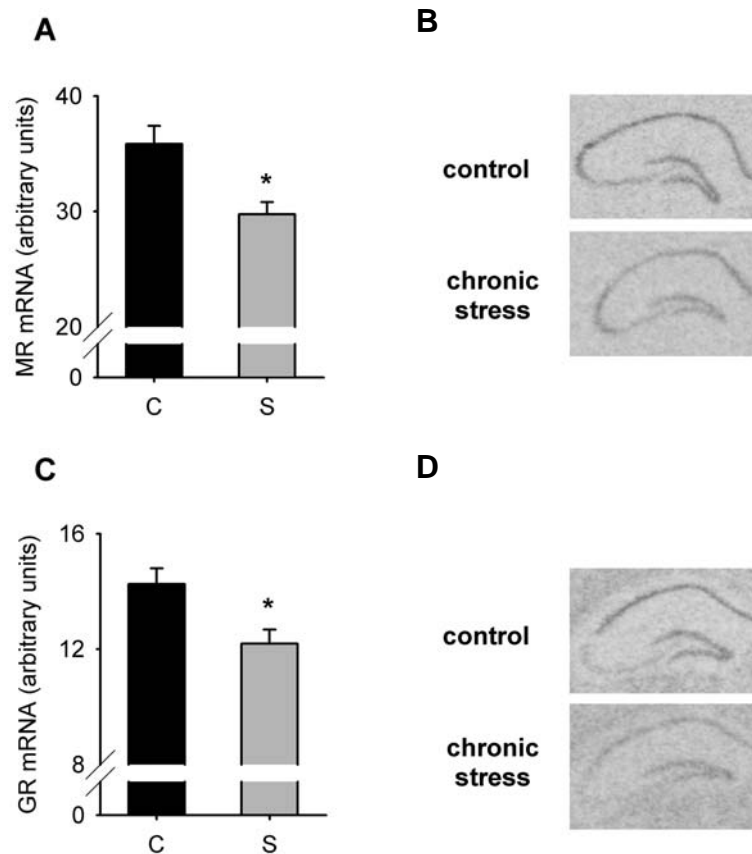 A
B
MR mRNA (arbitrary units)
40
30
20
0
*
C
S
control
chronic
stress
C
D
GR mRNA (arbitrary units)
16
12
8
0
*
C
S
control
chronic
stress